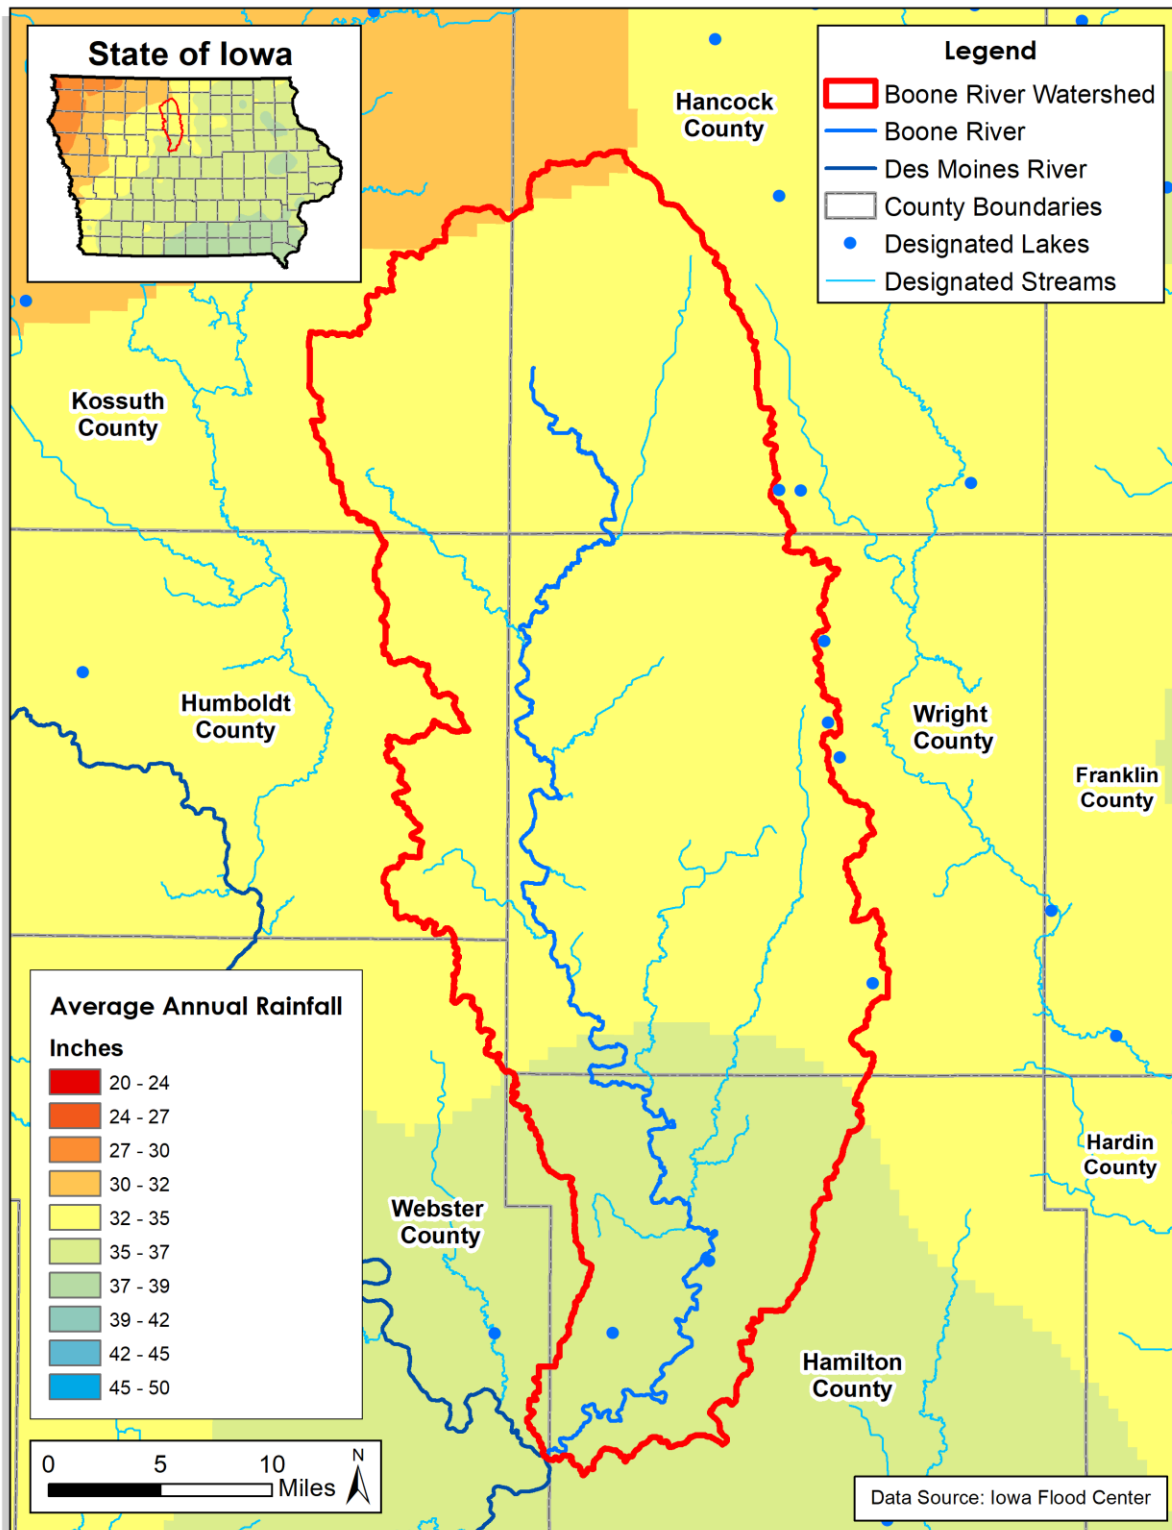 State of Iowa
Legend
Boone River Watershed
Boone River
Des Moines River
County Boundaries
Designated Lakes
Designated Streams
Hancock
County
Kossuth
County
Humboldt
County
Wright
County
Franklin
County
Hardin
County
Webster
County
Hamilton
County
Average Annual Rainfall
Inches
20 - 24
24 - 27
27 - 30
30 - 32
32 - 35
35 - 37
37 - 39
39 - 42
42 - 45
45 - 50
0 5 10
Miles
N
Data Source: Iowa Flood Center